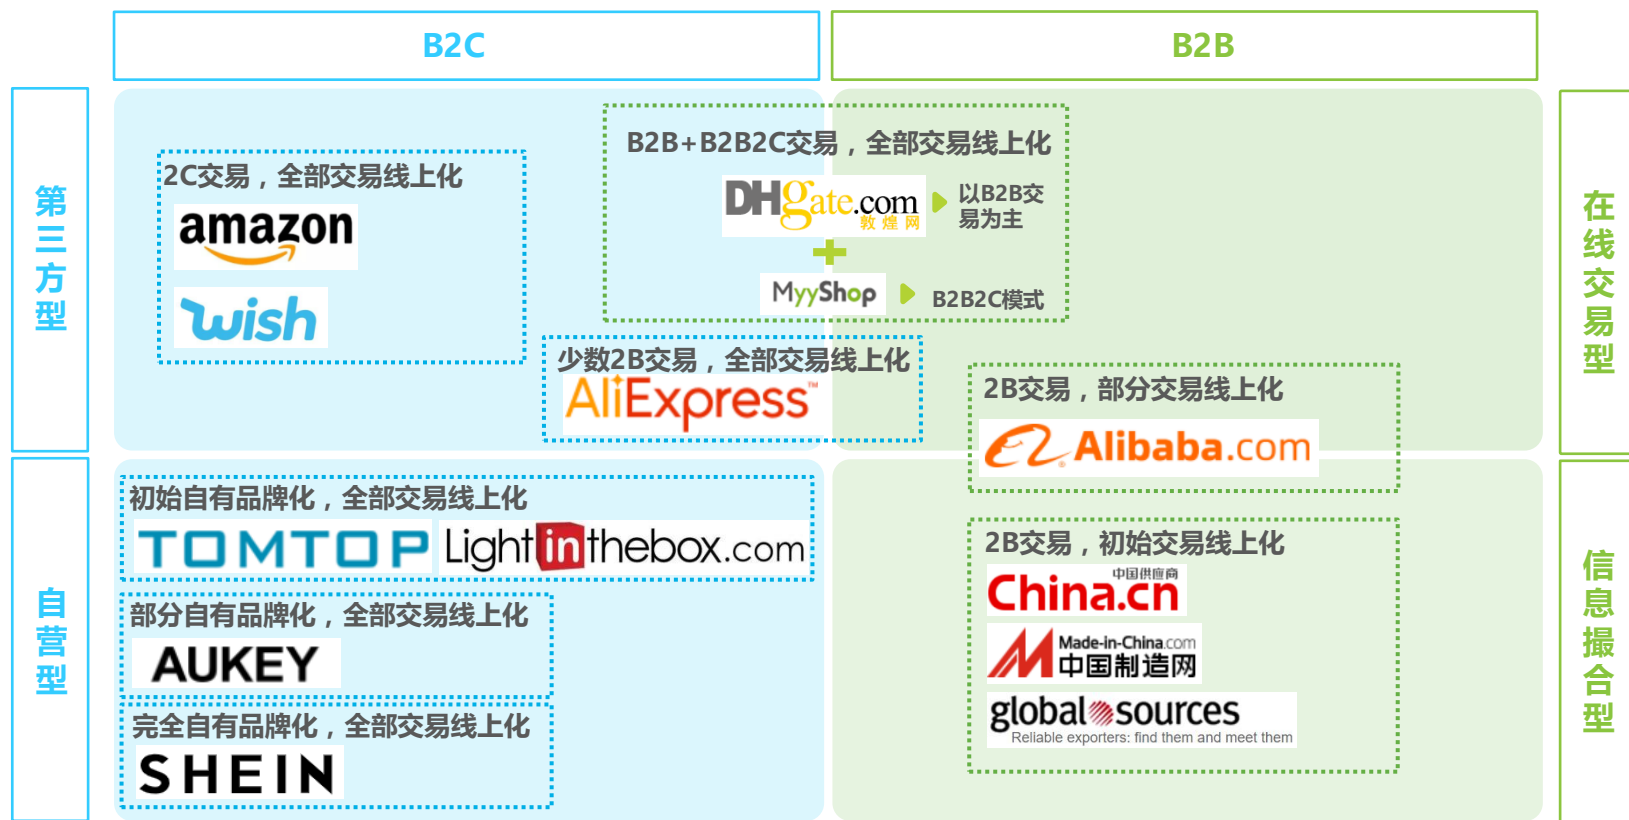 B2C
B2B
第三方型
2C交易，全部交易线上化
amazon
wish
B2B+B2B2C交易，全部交易线上化
DHgate.com
敦煌网
以B2B交
易为主
MyyShop
B2B2C模式
少数2B交易，全部交易线上化
AliExpress™
在线交易型
2B交易，部分交易线上化
Alibaba.com
自营型
初始自有品牌化，全部交易线上化
TOMTOP
Lightinthebox.com
部分自有品牌化，全部交易线上化
AUKEY
完全自有品牌化，全部交易线上化
SHEIN
信息撮合型
2B交易，初始交易线上化
中国供应商
China.cn
Made-in-China.com
中国制造网
global sources
Reliable exporters: find them and meet them